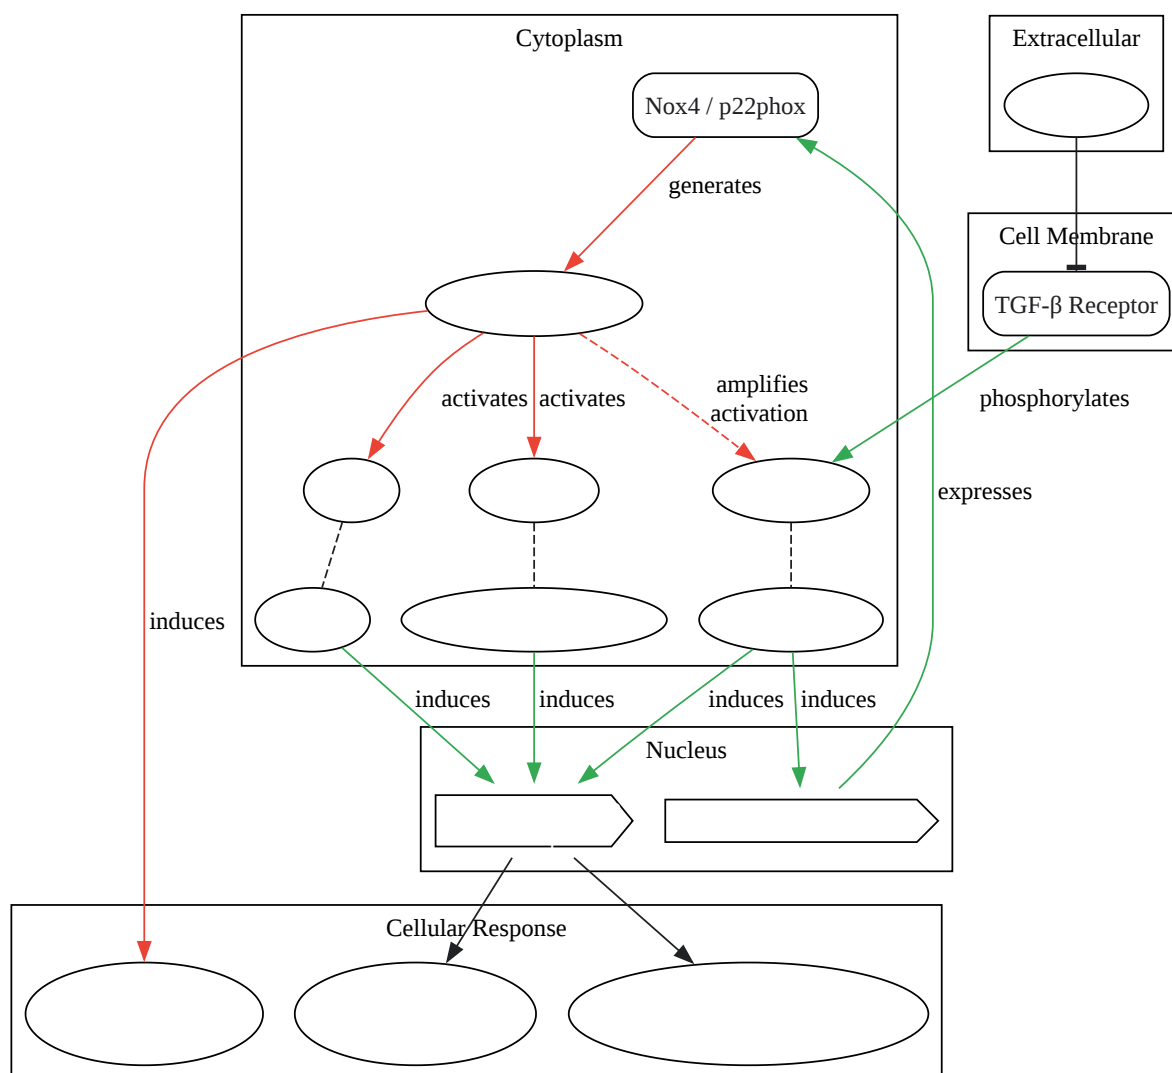 Cytoplasm
Extracellular
Nox4 / p22phox
generates
Cell Membrane
TGF-β Receptor
activates
activates
amplifies
activation
phosphorylates
expresses
induces
induces
induces
induces
induces
Nucleus
Cellular Response